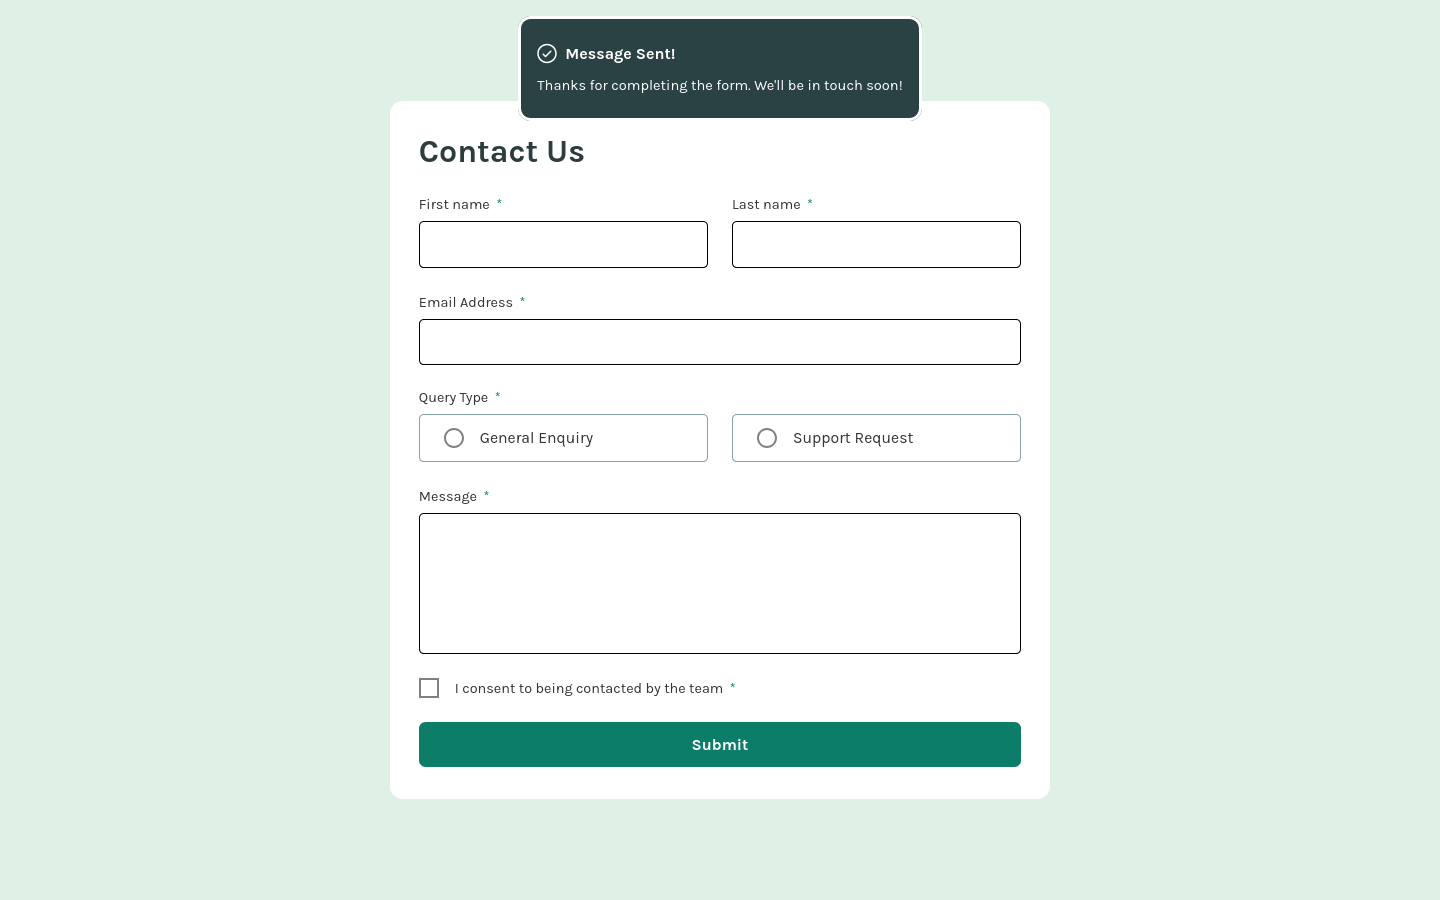 Message Sent!
Thanks for completing the form. We'll be in touch soon!
Contact Us
First name *
Last name *
Email Address *
Query Type *
General Enquiry
Support Request
Message *
I consent to being contacted by the team *
Submit